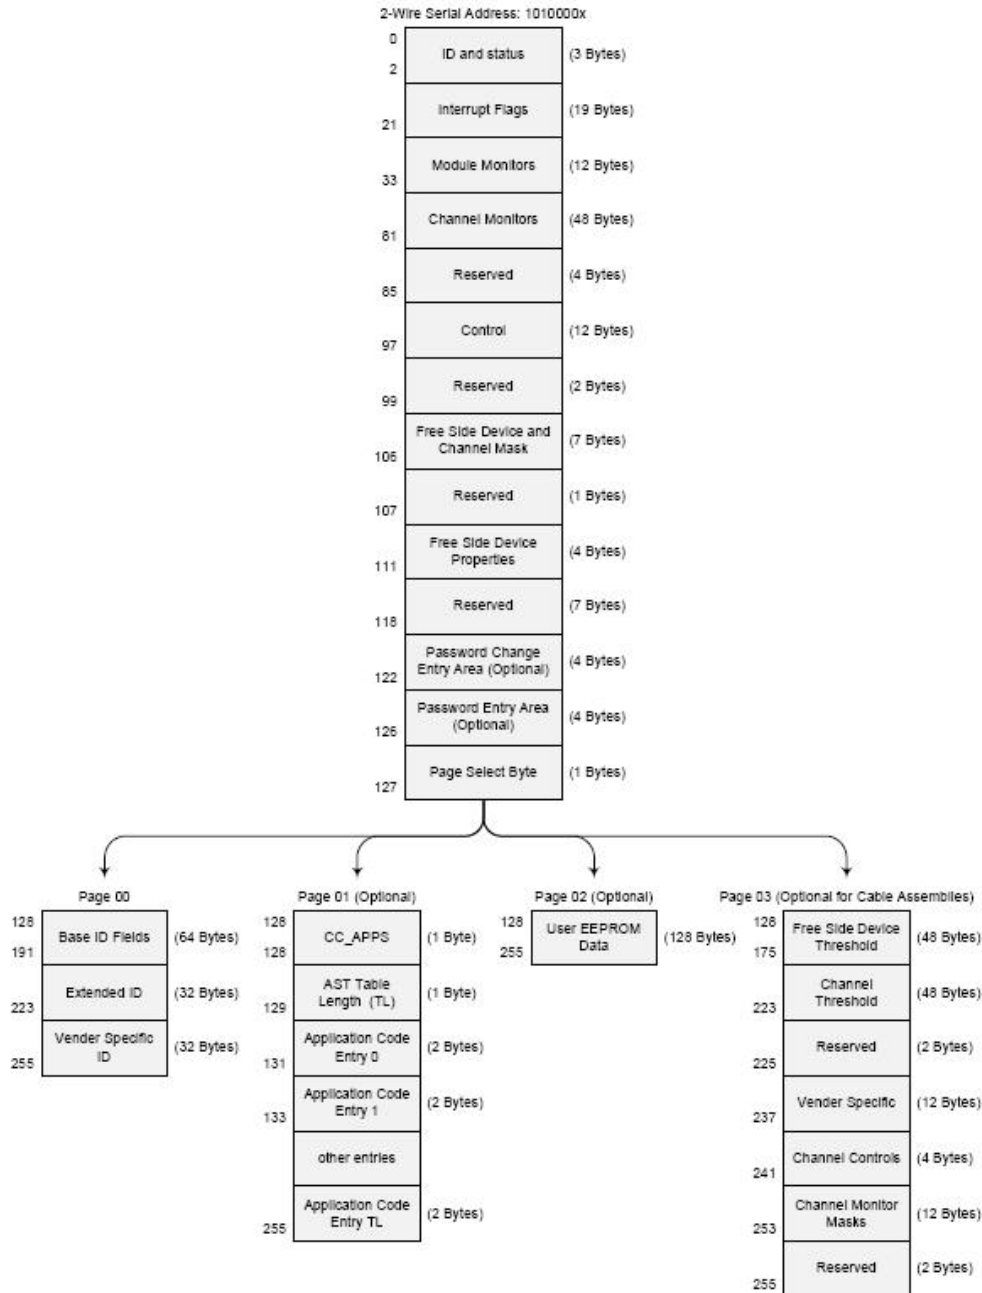 2-Wire Serial Address: 1010000x
0
ID and status (3 Bytes)
2
Interrupt Flags (19 Bytes)
21
Module Monitors (12 Bytes)
33
Channel Monitors (48 Bytes)
81
Reserved (4 Bytes)
85
Control (12 Bytes)
97
Reserved (2 Bytes)
99
Free Side Device and
Channel Mask
(7 Bytes)
106
Reserved (1 Bytes)
107
Free Side Device
Properties
(4 Bytes)
111
Reserved (7 Bytes)
118
Password Change
Entry Area (Optional)
(4 Bytes)
122
Password Entry Area
(Optional)
(4 Bytes)
126
Page Select Byte (1 Bytes)
127
Page 00
128
Base ID Fields (64 Bytes)
191
Extended ID (32 Bytes)
223
Vender Specific
ID
(32 Bytes)
255
Page 01 (Optional)
128
CC_APPS (1 Byte)
128
AST Table
Length (TL)
(1 Byte)
129
Application Code
Entry 0
(2 Bytes)
131
Application Code
Entry 1
(2 Bytes)
133
other entries
Application Code
Entry TL
(2 Bytes)
255
Page 02 (Optional)
128
User EEPROM
Data
(128 Bytes)
255
Page 03 (Optional for Cable Assemblies)
128
Free Side Device
Threshold
(48 Bytes)
175
Channel
Threshold
(48 Bytes)
223
Reserved (2 Bytes)
225
Vender Specific (12 Bytes)
237
Channel Controls (4 Bytes)
241
Channel Monitor
Masks
(12 Bytes)
253
Reserved (2 Bytes)
255